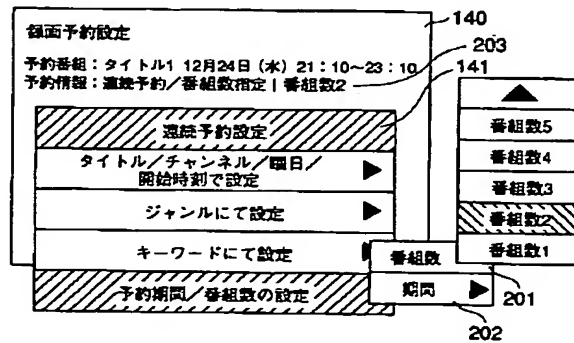 録画予約設定
予約番組：タイトル1 12月24日（水）21：10～23：10
予約情報：連続予約／番組数指定 | 番組数2
連続予約設定
タイトル／チャンネル／曜日／
開始時刻で設定
ジャンルにて設定
キーワードにて設定
予約期間／番組数の設定
番組数
期間
番組数5
番組数4
番組数3
番組数2
番組数1
140
203
141
201
202